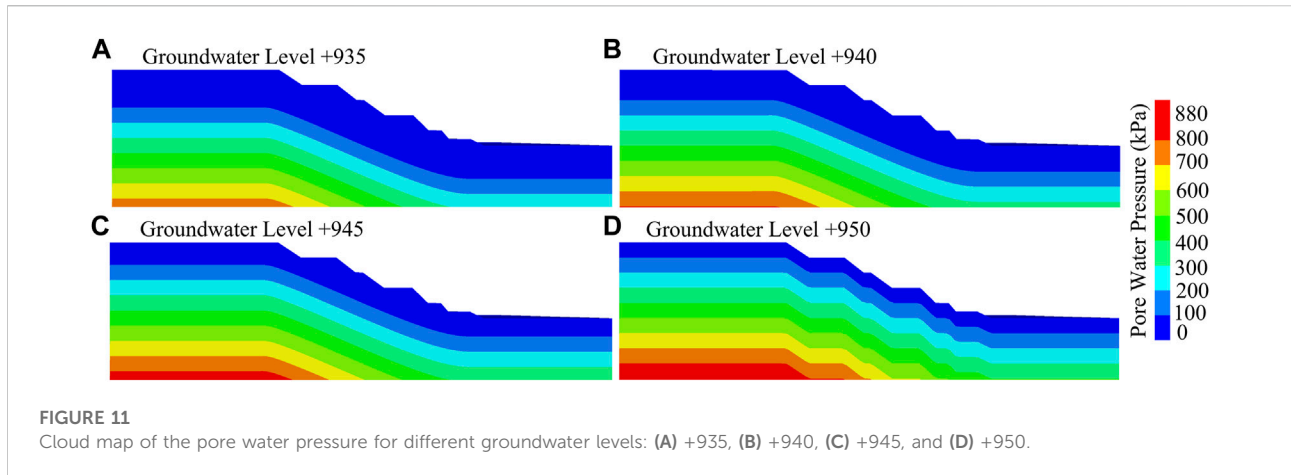 A
Groundwater Level +935
B
Groundwater Level +940
C
Groundwater Level +945
D
Groundwater Level +950
Pore Water Pressure (kPa)
880
800
700
600
500
400
300
200
100
0
FIGURE 11
Cloud map of the pore water pressure for different groundwater levels: (A) +935, (B) +940, (C) +945, and (D) +950.